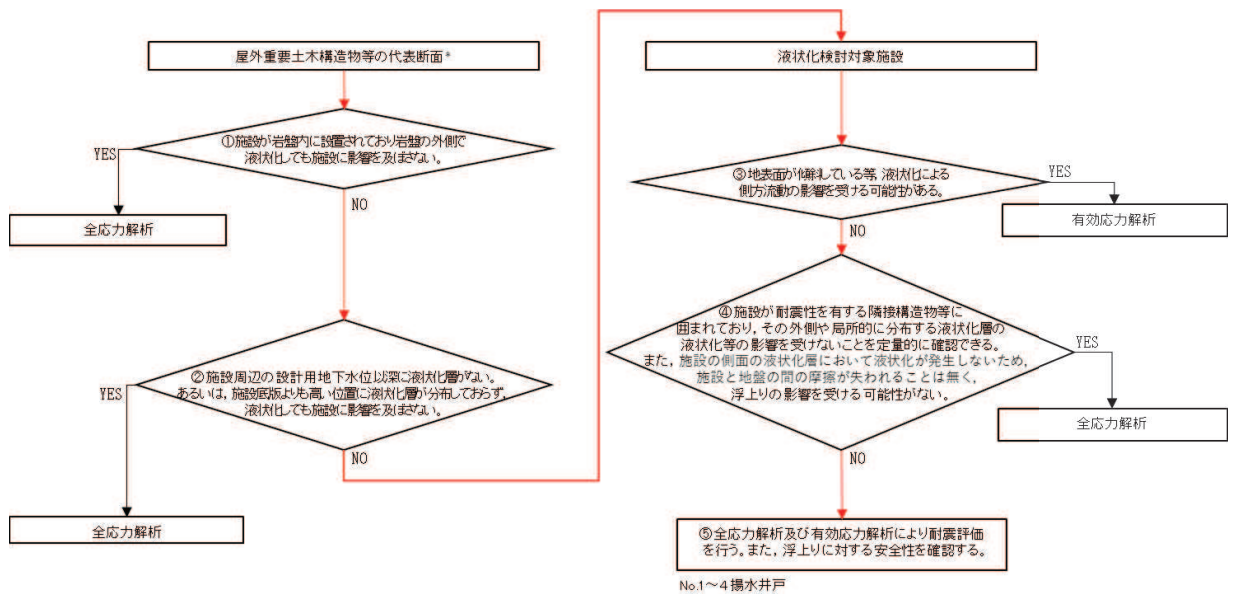 屋外重要土木構造物等の代表断面*
①施設が岩盤内に設置されており岩盤の外側で
液状化しても施設に影響を及ぼさない。
YES
NO
全応力解析
②施設周辺の設計用地下水位以深に液状化層がない。
あるいは，施設底版よりも高い位置に液状化層が分布しておらず，
液状化しても施設に影響を及ぼさない。
YES
NO
全応力解析
液状化検討対象施設
③地表面が傾斜している等，液状化による
側方流動の影響を受ける可能性がある。
YES
NO
有効応力解析
④施設が耐震性を有する隣接構造物等に
囲まれており，その外側や局所的に分布する液状化層の
液状化等の影響を受けないことを定量的に確認できる。
また，施設の側面の液状化層において液状化が発生しないため，
施設と地盤の間の摩擦が失われることは無く，
浮上りの影響を受ける可能性がない。
YES
NO
全応力解析
⑤全応力解析及び有効応力解析により耐震評価
を行う。また，浮上りに対する安全性を確認する。
No.1～4揚水井戸